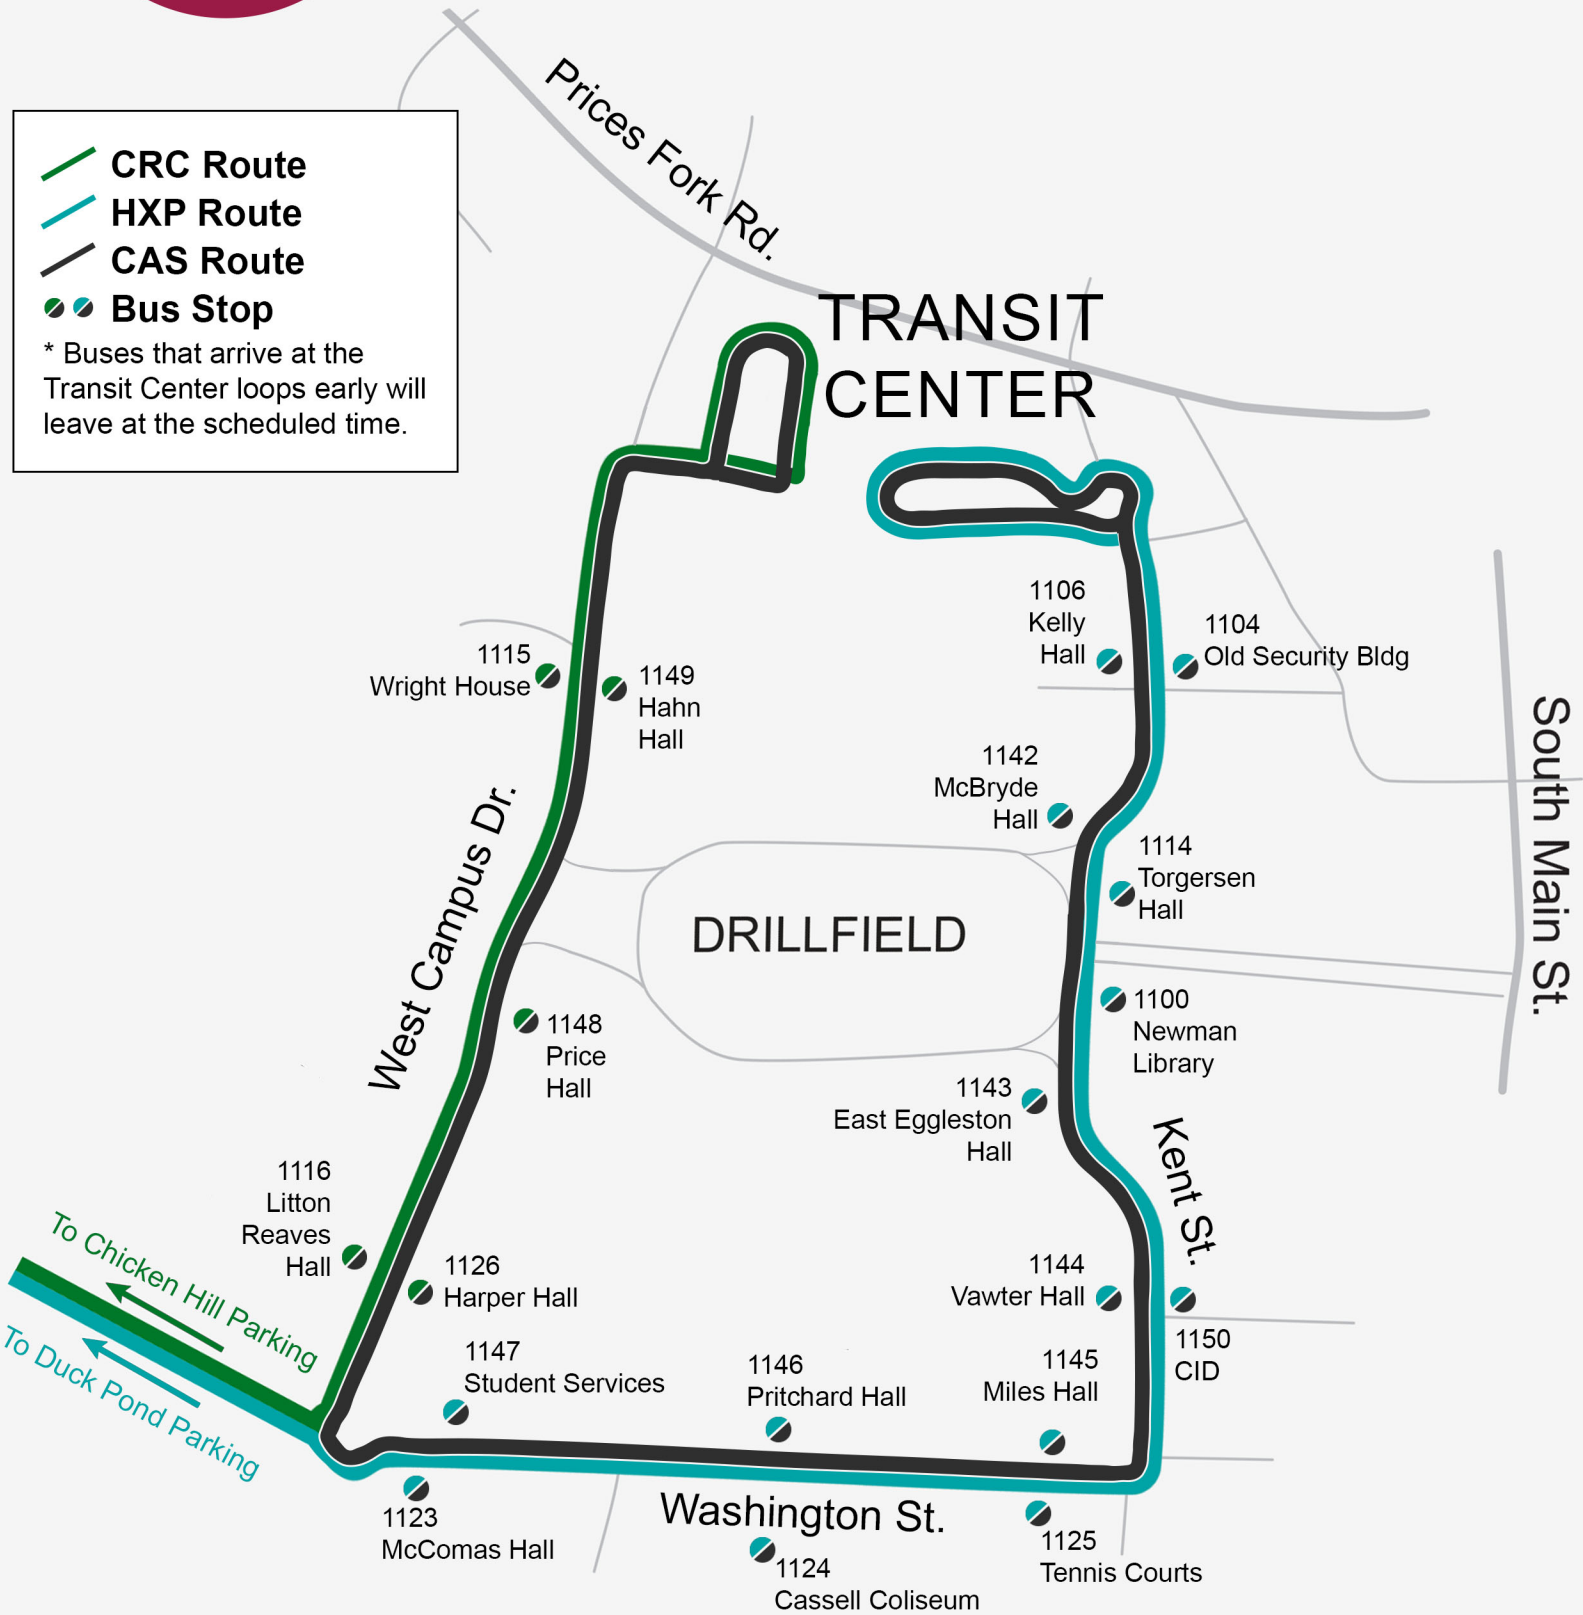 CRC Route
HXP Route
CAS Route
Bus Stop
* Buses that arrive at the
Transit Center loops early will
leave at the scheduled time.
Prices Fork Rd.
TRANSIT
CENTER
1106
Kelly
Hall
1104
Old Security Bldg
1115
Wright House
1149
Hahn
Hall
South Main St.
1142
McBryde
Hall
West Campus Dr.
1114
Torgersen
Hall
DRILLFIELD
1100
Newman
Library
1148
Price
Hall
1143
East Eggleston
Hall
Kent St.
1116
Litton
Reaves
Hall
To Chicken Hill Parking
To Duck Pond Parking
1126
Harper Hall
1144
Vawter Hall
1150
CID
1147
Student Services
1146
Pritchard Hall
1145
Miles Hall
Washington St.
1123
McComas Hall
1124
Cassell Coliseum
1125
Tennis Courts